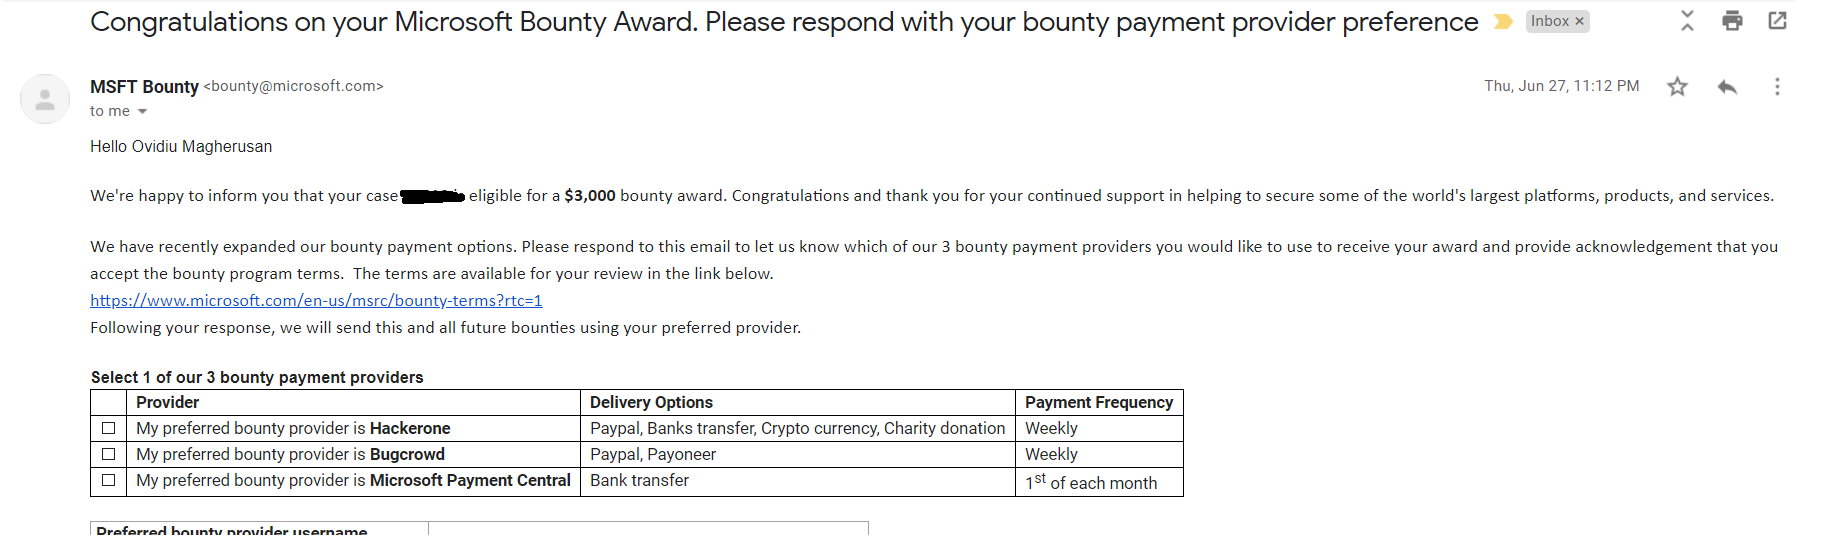 Congratulations on your Microsoft Bounty Award. Please respond with your bounty payment provider preference Inbox ×
MSFT Bounty <bounty@microsoft.com> Thu, Jun 27, 11:12 PM
to me
Hello Ovidiu Magherusan
We're happy to inform you that your case eligible for a $3,000 bounty award. Congratulations and thank you for your continued support in helping to secure some of the world's largest platforms, products, and services.
We have recently expanded our bounty payment options. Please respond to this email to let us know which of our 3 bounty payment providers you would like to use to receive your award and provide acknowledgement that you
accept the bounty program terms.  The terms are available for your review in the link below.
https://www.microsoft.com/en-us/msrc/bounty-terms?rtc=1
Following your response, we will send this and all future bounties using your preferred provider.
Select 1 of our 3 bounty payment providers
Provider Delivery Options Payment Frequency
My preferred bounty provider is Hackerone Paypal, Banks transfer, Crypto currency, Charity donation Weekly
My preferred bounty provider is Bugcrowd Paypal, Payoneer Weekly
My preferred bounty provider is Microsoft Payment Central Bank transfer 1st of each month
Preferred bounty provider username